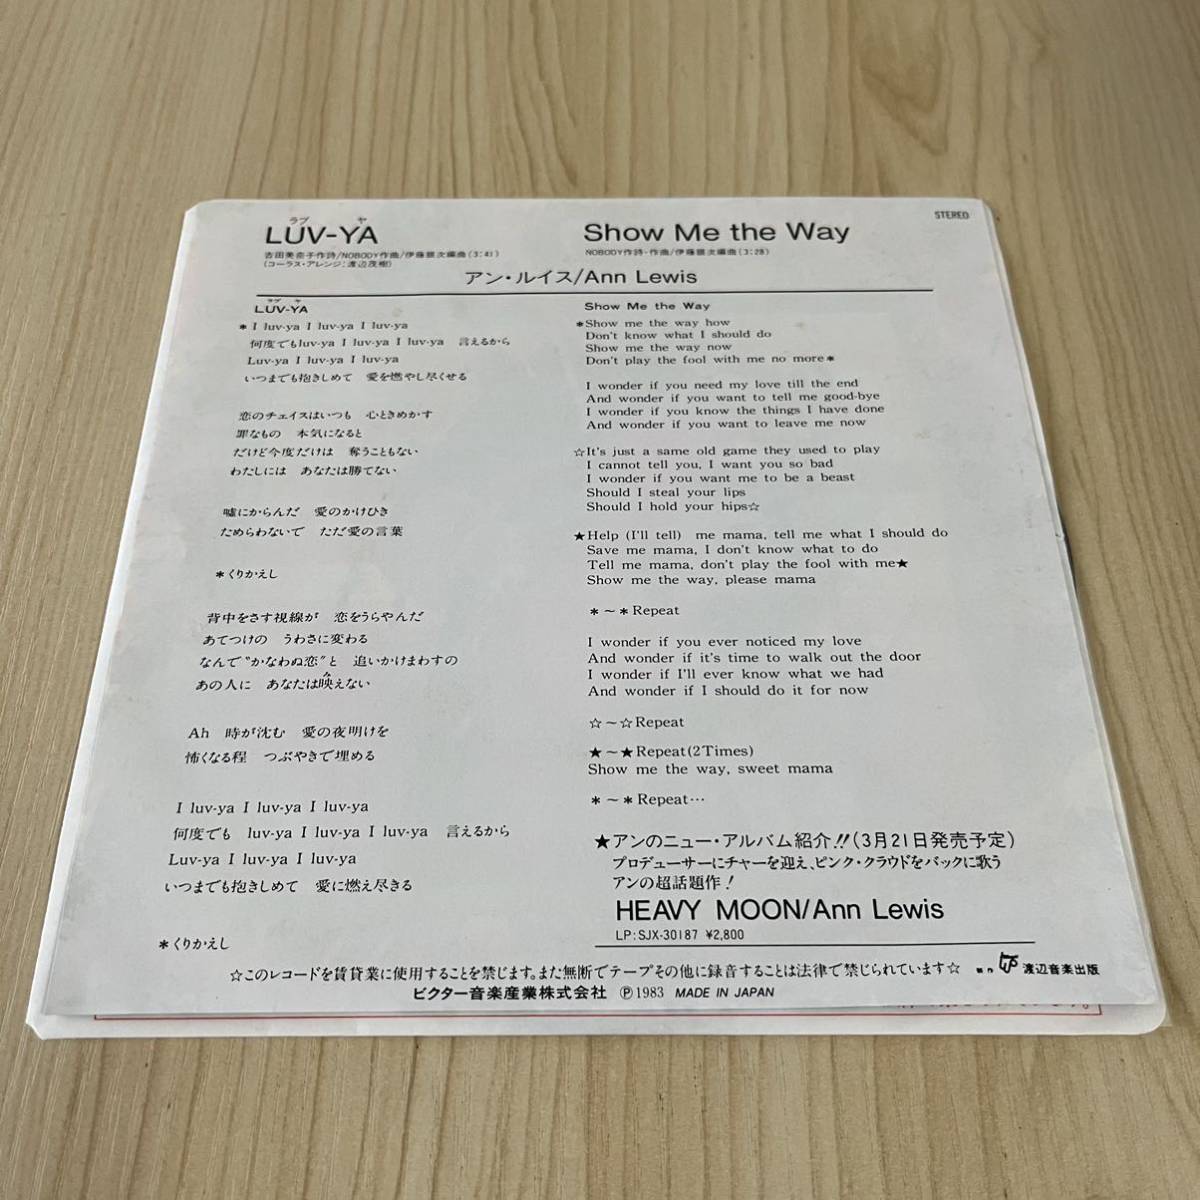 STEREO
ラブ ヤ
LUV-YA
吉田美奈子作詩/NOBODY作曲/伊藤銀次編曲(3:41)
(コーラス・アレンジ:渡辺茂樹)
Show Me the Way
NOBODY作詩・作曲/伊藤銀次編曲(3:28)
アン・ルイス/Ann Lewis
ラブ ヤ
LUV-YA
*I luv-ya I luv-ya I luv-ya
何度でもluv-ya I luv-ya I luv-ya 言えるから
Luv-ya I luv-ya I luv-ya
いつまでも抱きしめて 愛を燃やし尽くせる
恋のチェイスはいつも 心ときめかす
罪なもの 本気になると
だけど今度だけは 奪うこともない
わたしには あなたは勝てない
嘘にからんだ 愛のかけひき
ためらわないで ただ愛の言葉
*くりかえし
背中をさす視線が 恋をうらやんだ
あてつけの うわさに変わる
なんで“かなわぬ恋”と 追いかけまわすの
み
あの人に あなたは映えない
Ah 時が沈む 愛の夜明けを
怖くなる程 つぶやきで埋める
I luv-ya I luv-ya I luv-ya
何度でも luv-ya I luv-ya I luv-ya 言えるから
Luv-ya I luv-ya I luv-ya
いつまでも抱きしめて 愛に燃え尽きる
*くりかえし
Show Me the Way
*Show me the way how
Don't know what I should do
Show me the way now
Don't play the fool with me no more*
I wonder if you need my love till the end
And wonder if you want to tell me good-bye
I wonder if you know the things I have done
And wonder if you want to leave me now
☆It's just a same old game they used to play
I cannot tell you, I want you so bad
I wonder if you want me to be a beast
Should I steal your lips
Should I hold your hips☆
★Help (I'll tell) me mama, tell me what I should do
Save me mama, I don't know what to do
Tell me mama, don't play the fool with me★
Show me the way, please mama
*～*Repeat
I wonder if you ever noticed my love
And wonder if it's time to walk out the door
I wonder if I'll ever know what we had
And wonder if I should do it for now
☆～☆Repeat
★～★Repeat(2Times)
Show me the way, sweet mama
*～*Repeat…
★アンのニュー・アルバム紹介!!(3月21日発売予定)
プロデューサーにチャーを迎え、ピンク・クラウドをバックに歌う
アンの超話題作!
HEAVY MOON/Ann Lewis
LP:SJX-30187 ¥2,800
☆このレコードを賃貸業に使用することを禁じます。また無断でテープその他に録音することは法律で禁じられています☆ 製作 渡辺音楽出版
ビクター音楽産業株式会社 Ⓟ1983 MADE IN JAPAN